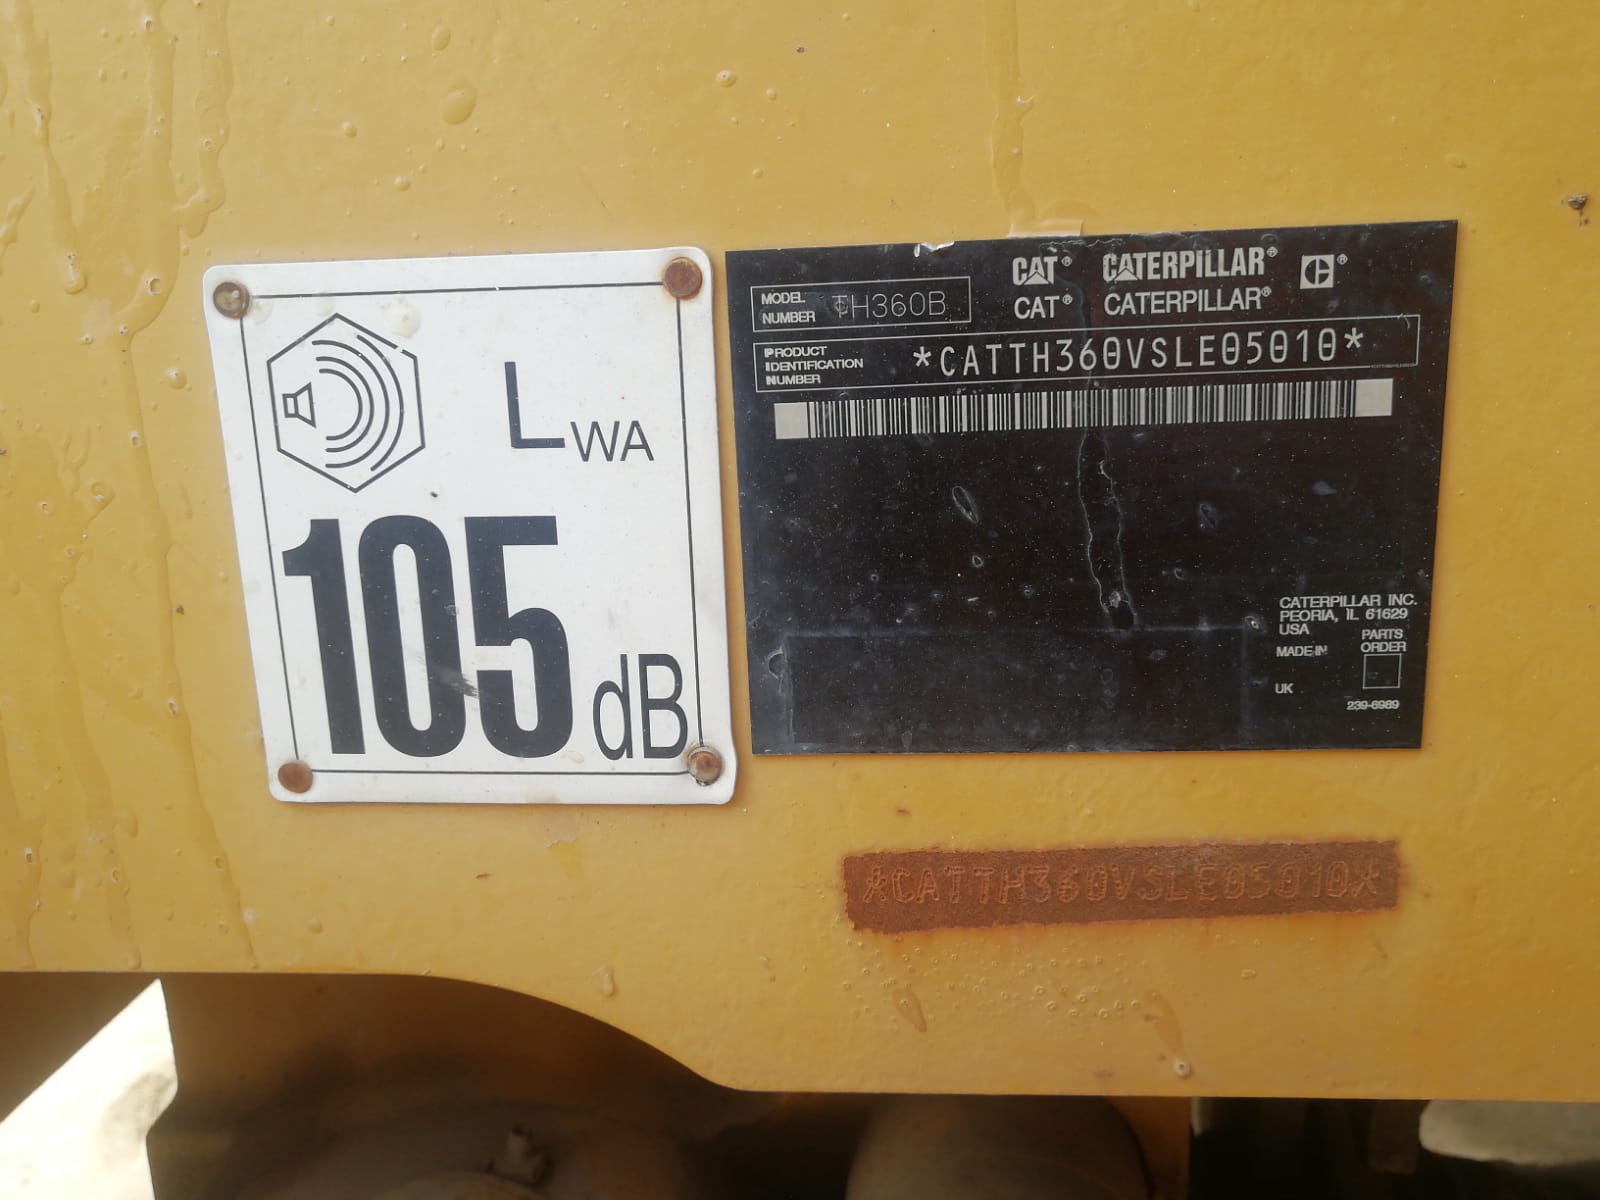 LWA
105 dB
CAT® CATERPILLAR® ®
CAT® CATERPILLAR®
MODEL NUMBER TH360B
PRODUCT IDENTIFICATION NUMBER *CATTH360VSLE05010*
CATERPILLAR INC.
PEORIA, IL 61629
USA
MADE IN
UK
PARTS
ORDER
239-6989
*CATTH360VSLE05010*